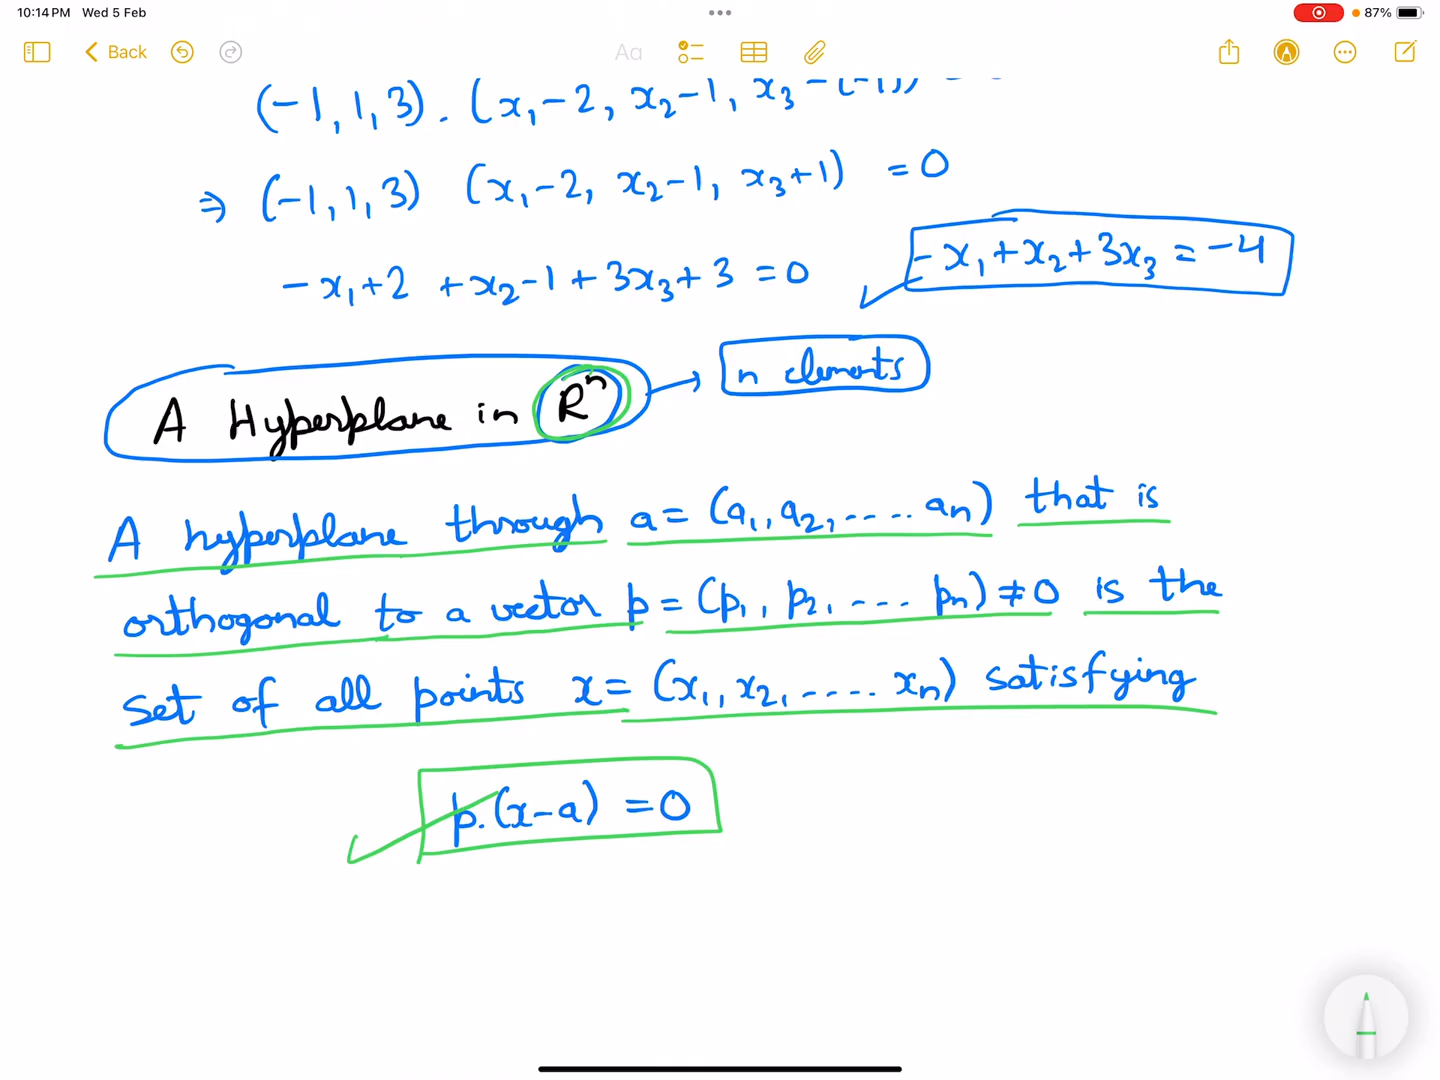 10:14 PM Wed 5 Feb
87%
Back
Aa
(-1, 1, 3) . (x₁-2, x₂-1, x₃-(-1))
⇒ (-1, 1, 3) (x₁-2, x₂-1, x₃+1) = 0
-x₁+2 +x₂-1+3x₃+3=0
-x₁+x₂+3x₃=-4
A Hyperplane in Rⁿ → n elements
A hyperplane through a = (a₁, a₂, .... aₙ) that is
orthogonal to a vector p = (p₁, p₂, ... pₙ) ≠ 0 is the
set of all points x = (x₁, x₂, .... xₙ) satisfying
p.(x-a) = 0